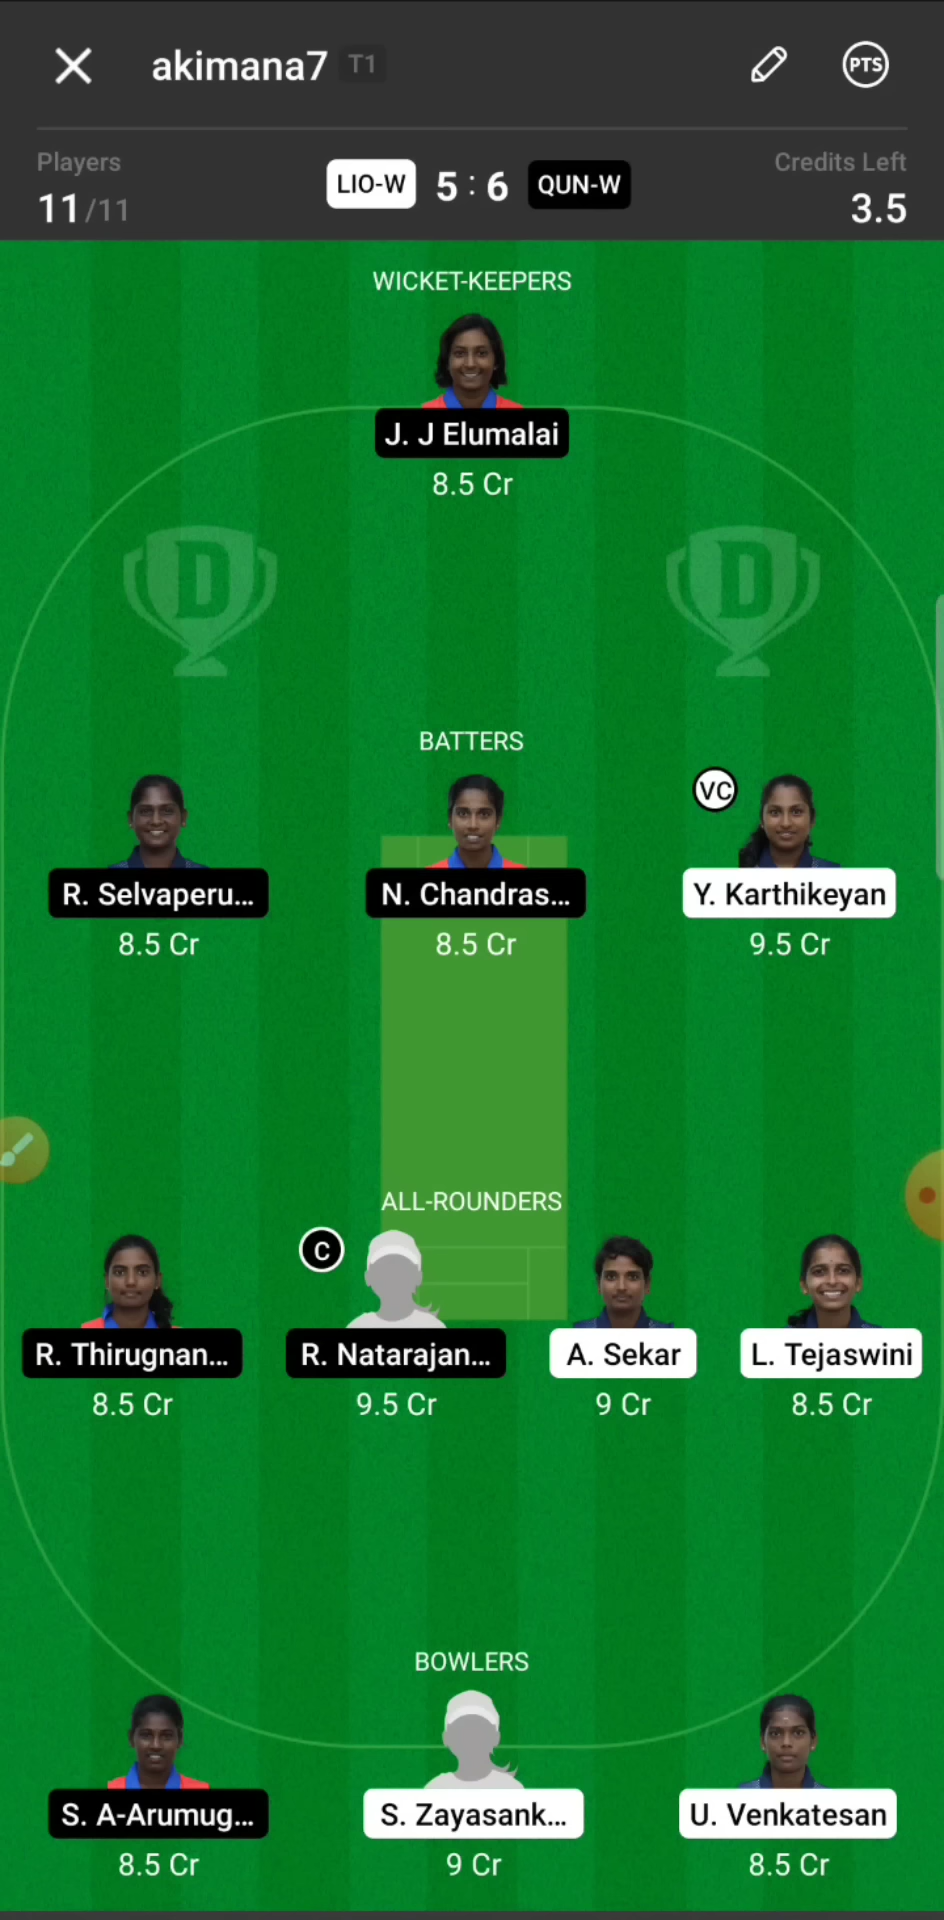 akimana7 T1 PTS
Players LIO-W 5 : 6 QUN-W Credits Left
11/11 3.5
WICKET-KEEPERS
J. J Elumalai
8.5 Cr
D D
BATTERS
VC
R. Selvaperu... N. Chandras... Y. Karthikeyan
8.5 Cr 8.5 Cr 9.5 Cr
ALL-ROUNDERS
C
R. Thirugnan... R. Natarajan... A. Sekar L. Tejaswini
8.5 Cr 9.5 Cr 9 Cr 8.5 Cr
BOWLERS
S. A-Arumug... S. Zayasank... U. Venkatesan
8.5 Cr 9 Cr 8.5 Cr